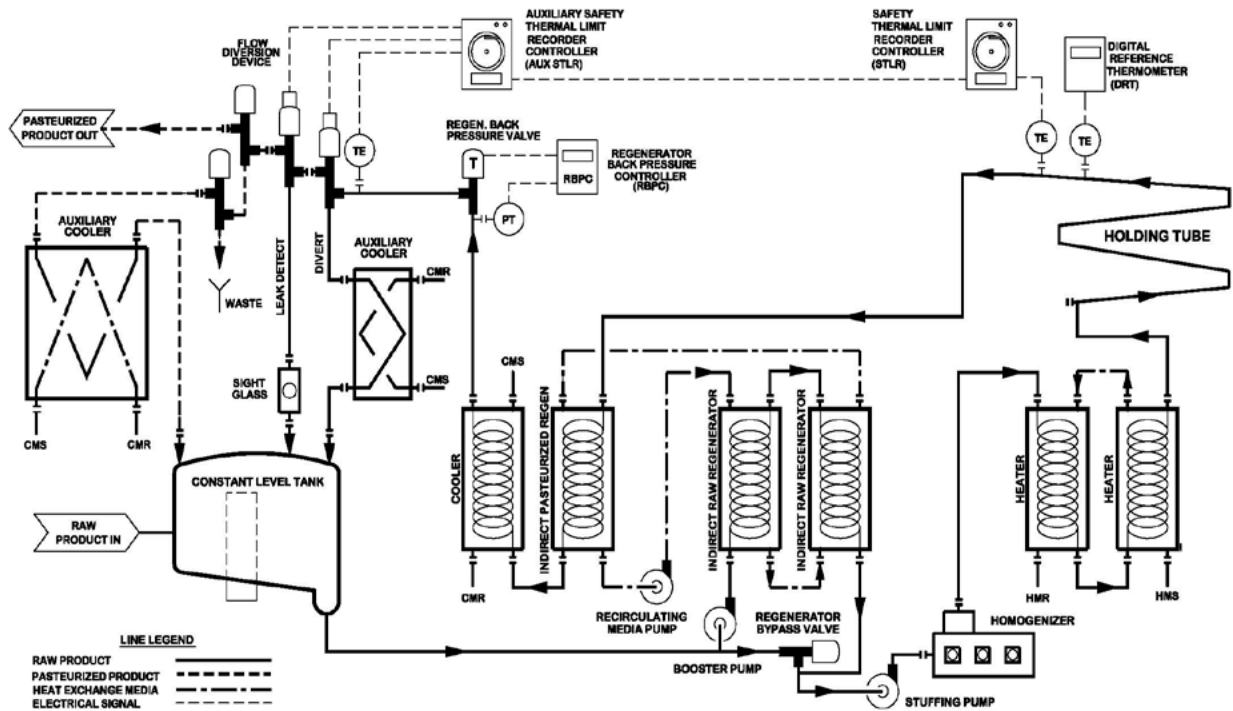 AUXILIARY SAFETY
THERMAL LIMIT
RECORDER
CONTROLLER
(AUX STLR)
SAFETY
THERMAL LIMIT
RECORDER
CONTROLLER
(STLR)
DIGITAL
REFERENCE
THERMOMETER
(DRT)
FLOW
DIVERSION
DEVICE
PASTEURIZED
PRODUCT OUT
REGEN. BACK
PRESSURE VALVE
TE
T
RBPC
REGENERATOR
BACK PRESSURE
CONTROLLER
(RBPC)
PT
TE
TE
HOLDING TUBE
AUXILIARY
COOLER
WASTE
LEAK DETECT
DIVERT
AUXILIARY
COOLER
CMR
CMS
SIGHT
GLASS
CMS
CMR
CMS
COOLER
INDIRECT PASTEURIZED REGEN
INDIRECT RAW REGENERATOR
INDIRECT RAW REGENERATOR
HEATER
HEATER
CONSTANT LEVEL TANK
RAW
PRODUCT IN
CMR
RECIRCULATING
MEDIA PUMP
REGENERATOR
BYPASS VALVE
HMR
HMS
HOMOGENIZER
BOOSTER PUMP
STUFFING PUMP
LINE LEGEND
RAW PRODUCT
PASTEURIZED PRODUCT
HEAT EXCHANGE MEDIA
ELECTRICAL SIGNAL